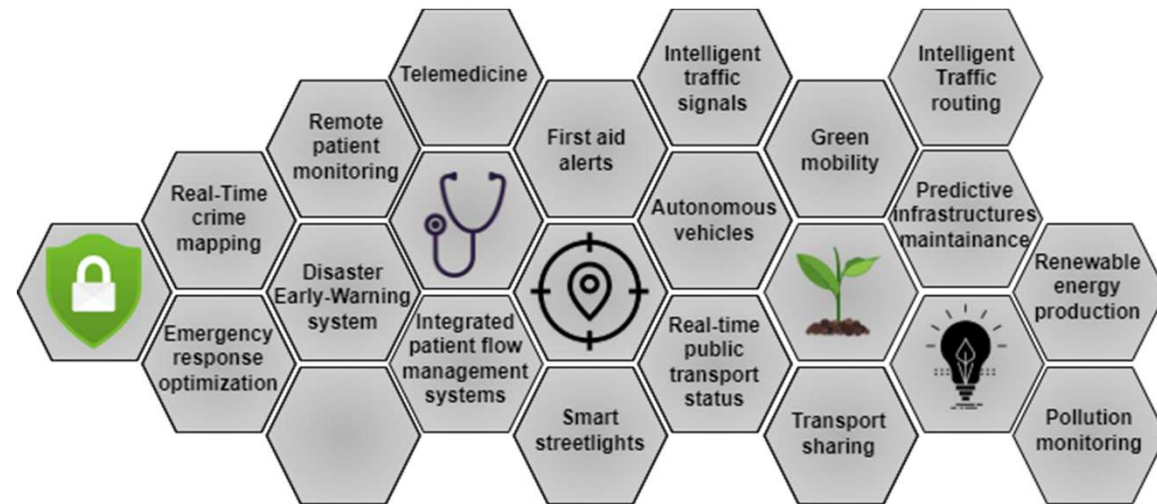 Telemedicine
Intelligent
traffic
signals
Intelligent
Traffic
routing
Remote
patient
monitoring
First aid
alerts
Green
mobility
Real-Time
crime
mapping
Autonomous
vehicles
Predictive
infrastructures
maintainance
Disaster
Early-Warning
system
Renewable
energy
production
Emergency
response
optimization
Integrated
patient flow
management
systems
Real-time
public
transport
status
Smart
streetlights
Transport
sharing
Pollution
monitoring